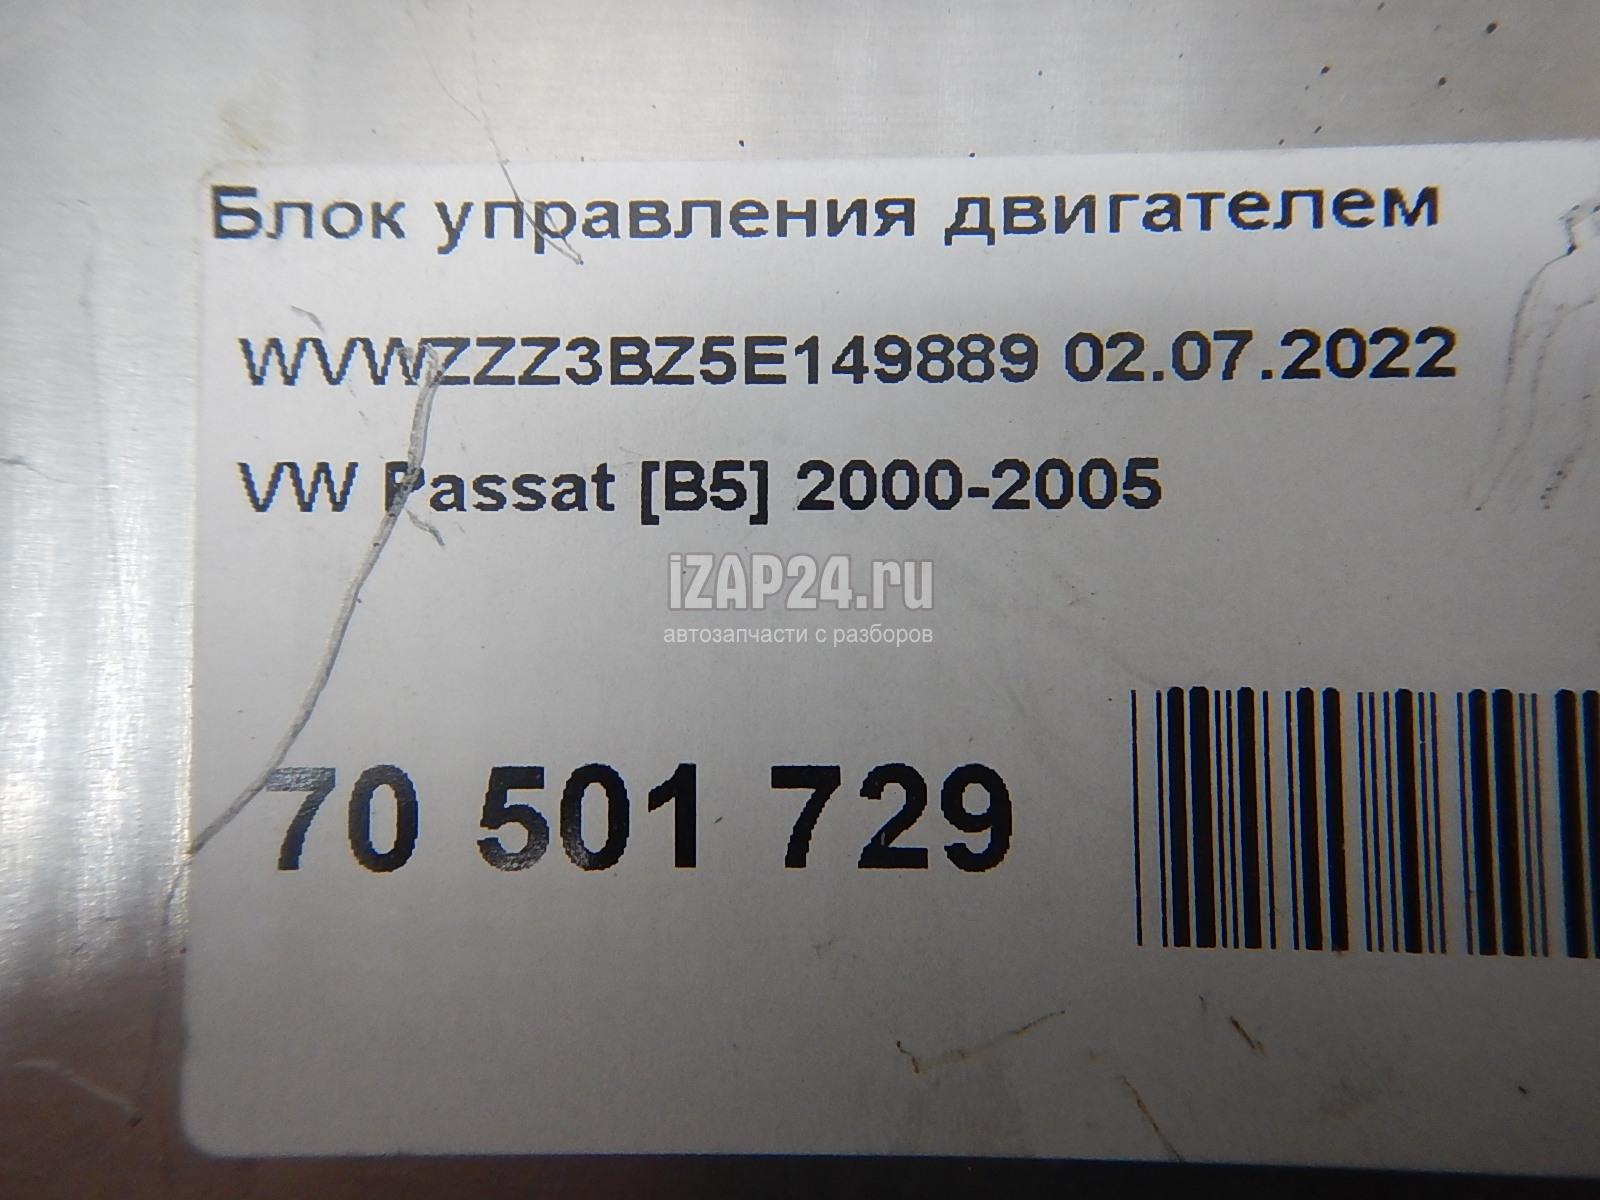 Блок управления двигателем
WVWZZZ3BZ5E149889 02.07.2022
VW Passat [B5] 2000-2005
iZAP24.ru
автозапчасти с разборов
70 501 729